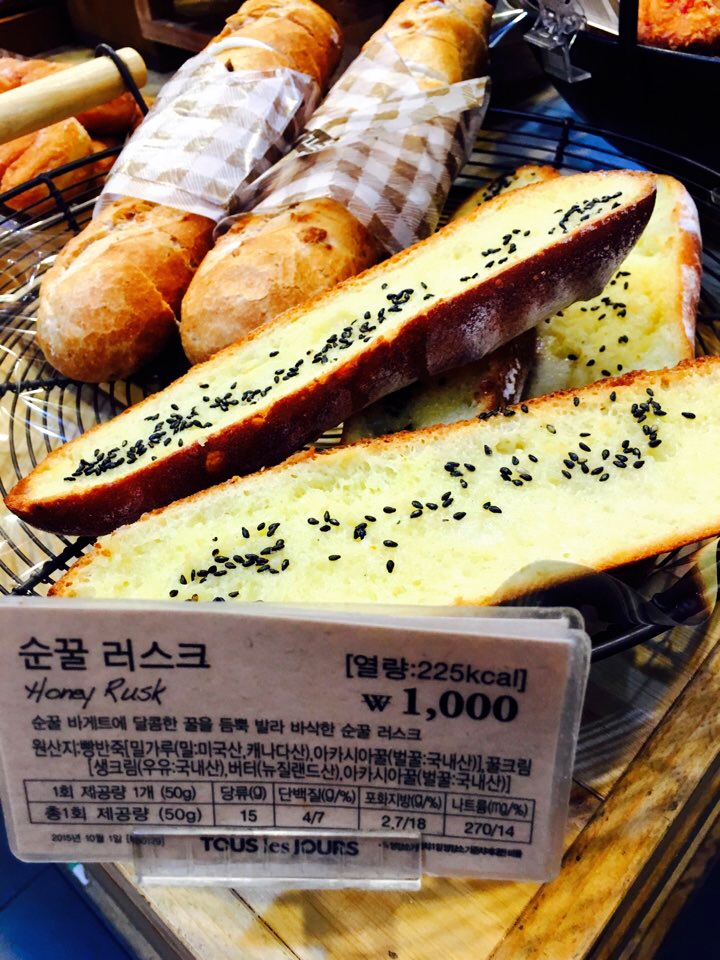 순꿀 러스크
Honey Rusk
[열량:225kcal]
₩ 1,000
순꿀 바게트에 달콤한 꿀을 듬뿍 발라 바삭한 순꿀 러스크
원산지:빵반죽[밀가루(밀:미국산,캐나다산),아카시아꿀(벌꿀:국내산)],꿀크림
[생크림(우유:국내산),버터(뉴질랜드산),아카시아꿀(벌꿀:국내산)]
1회 제공량 1개 (50g) 당류(g) 단백질(g/%) 포화지방(g/%) 나트륨(mg/%)
총1회 제공량 (50g) 15 4/7 2.7/18 270/14
2015년 10월 1일
TOUS les JOURS